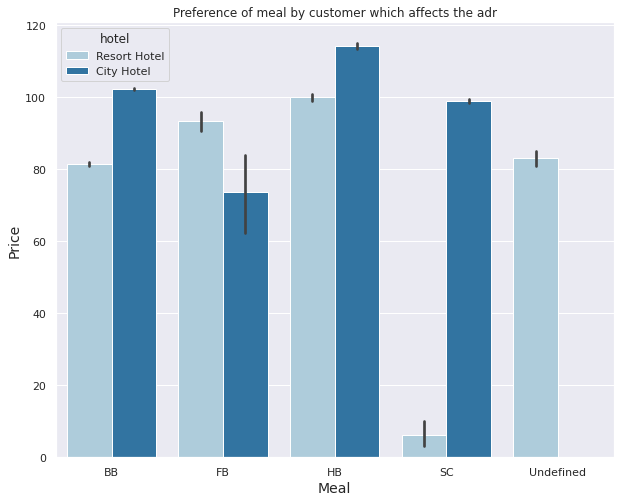 Preference of meal by customer which affects the adr
hotel
Resort Hotel
City Hotel
120
100
80
60
40
20
0
Price
BB FB HB SC Undefined
Meal